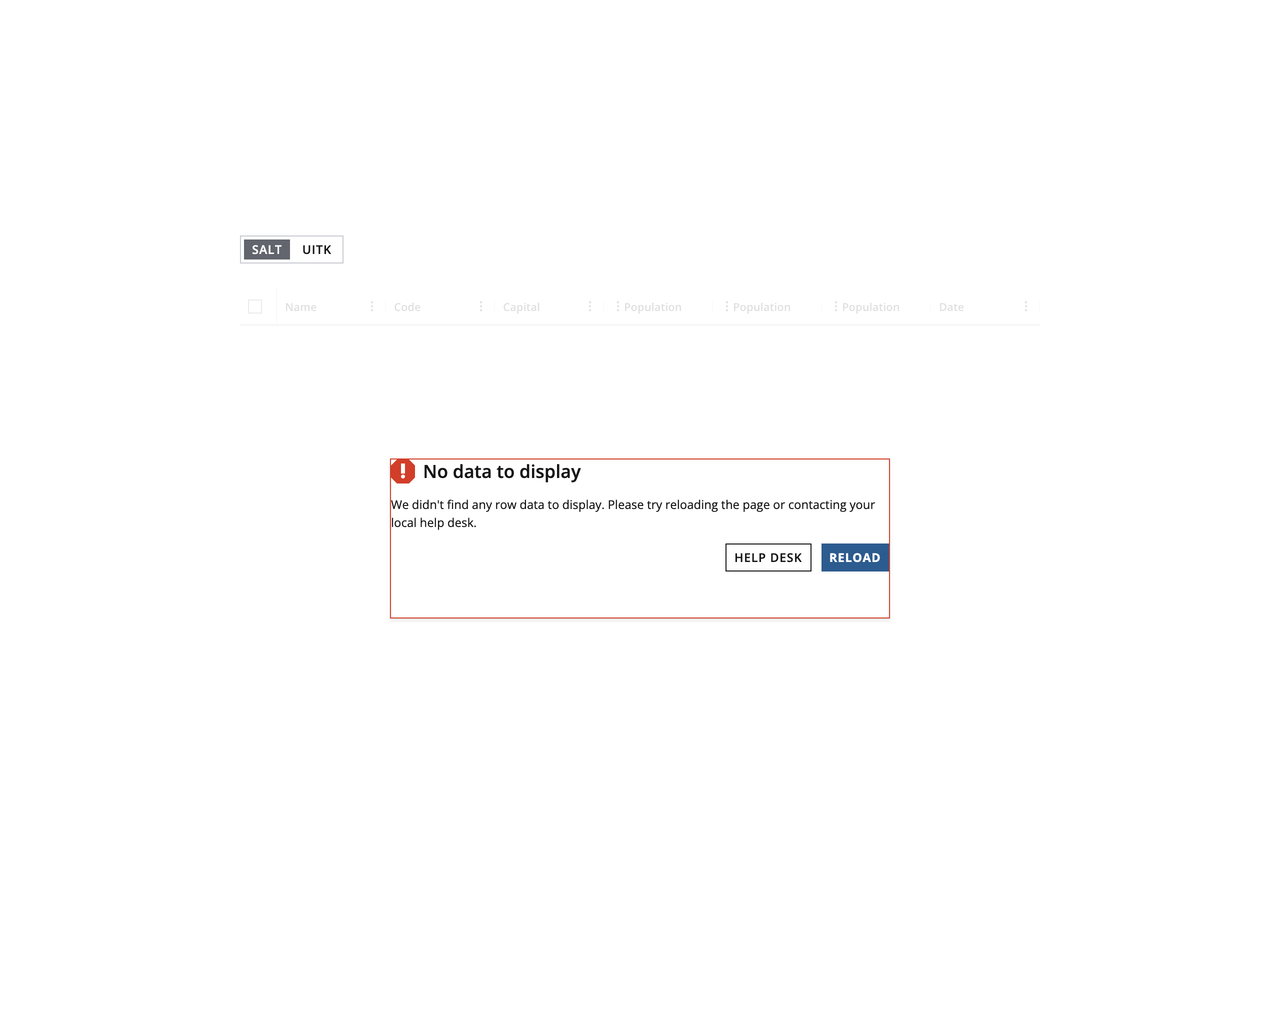 SALT UITK
Name Code Capital Population Population Population Date
No data to display
We didn't find any row data to display. Please try reloading the page or contacting your
local help desk.
HELP DESK RELOAD